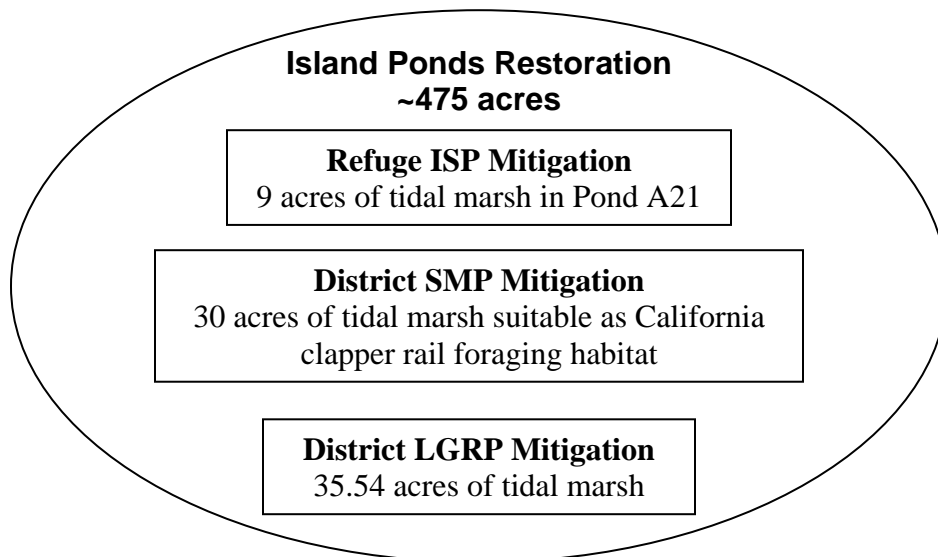 Island Ponds Restoration
~475 acres
Refuge ISP Mitigation
9 acres of tidal marsh in Pond A21
District SMP Mitigation
30 acres of tidal marsh suitable as California
clapper rail foraging habitat
District LGRP Mitigation
35.54 acres of tidal marsh